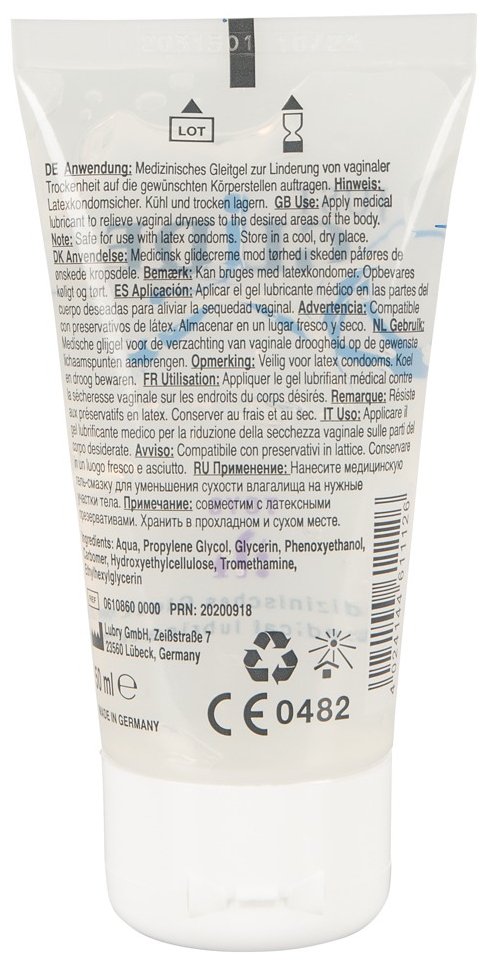 LOT
DE Anwendung: Medizinisches Gleitgel zur Linderung von vaginaler
Trockenheit auf die gewünschten Körperstellen auftragen. Hinweis:
Latexkondomsicher. Kühl und trocken lagern. GB Use: Apply medical
lubricant to relieve vaginal dryness to the desired areas of the body.
Note: Safe for use with latex condoms. Store in a cool, dry place.
DK Anvendelse: Medicinsk glidecreme mod tørhed i skeden påføres de
ønskede kropsdele. Bemærk: Kan bruges med latexkondomer. Opbevares
køligt og tørt. ES Aplicación: Aplicar el gel lubricante médico en las partes del
cuerpo deseadas para aliviar la sequedad vaginal. Advertencia: Compatible
con preservativos de látex. Almacenar en un lugar fresco y seco. NL Gebruik:
Medische glijgel voor de verzachting van vaginale droogheid op de gewenste
lichaamspunten aanbrengen. Opmerking: Veilig voor latex condooms. Koel
en droog bewaren. FR Utilisation: Appliquer le gel lubrifiant médical contre
la sécheresse vaginale sur les endroits du corps désirés. Remarque: Résiste
aux préservatifs en latex. Conserver au frais et au sec. IT Uso: Applicare il
gel lubrificante medico per la riduzione della secchezza vaginale sulle parti del
corpo desiderate. Avviso: Compatibile con preservativi in lattice. Conservare
in un luogo fresco e asciutto. RU Применение: Нанесите медицинскую
гель-смазку для уменьшения сухости влагалища на нужные
участки тела. Примечание: совместим с латексными
презервативами. Хранить в прохладном и сухом месте.
Ingredients: Aqua, Propylene Glycol, Glycerin, Phenoxyethanol,
Carbomer, Hydroxyethylcellulose, Tromethamine,
Ethylhexylglycerin
REF 0610860 0000 PRN: 20200918
Lubry GmbH, Zeißstraße 7
23560 Lübeck, Germany
50 ml e
MADE IN GERMANY
CE 0482
4 024144 611126